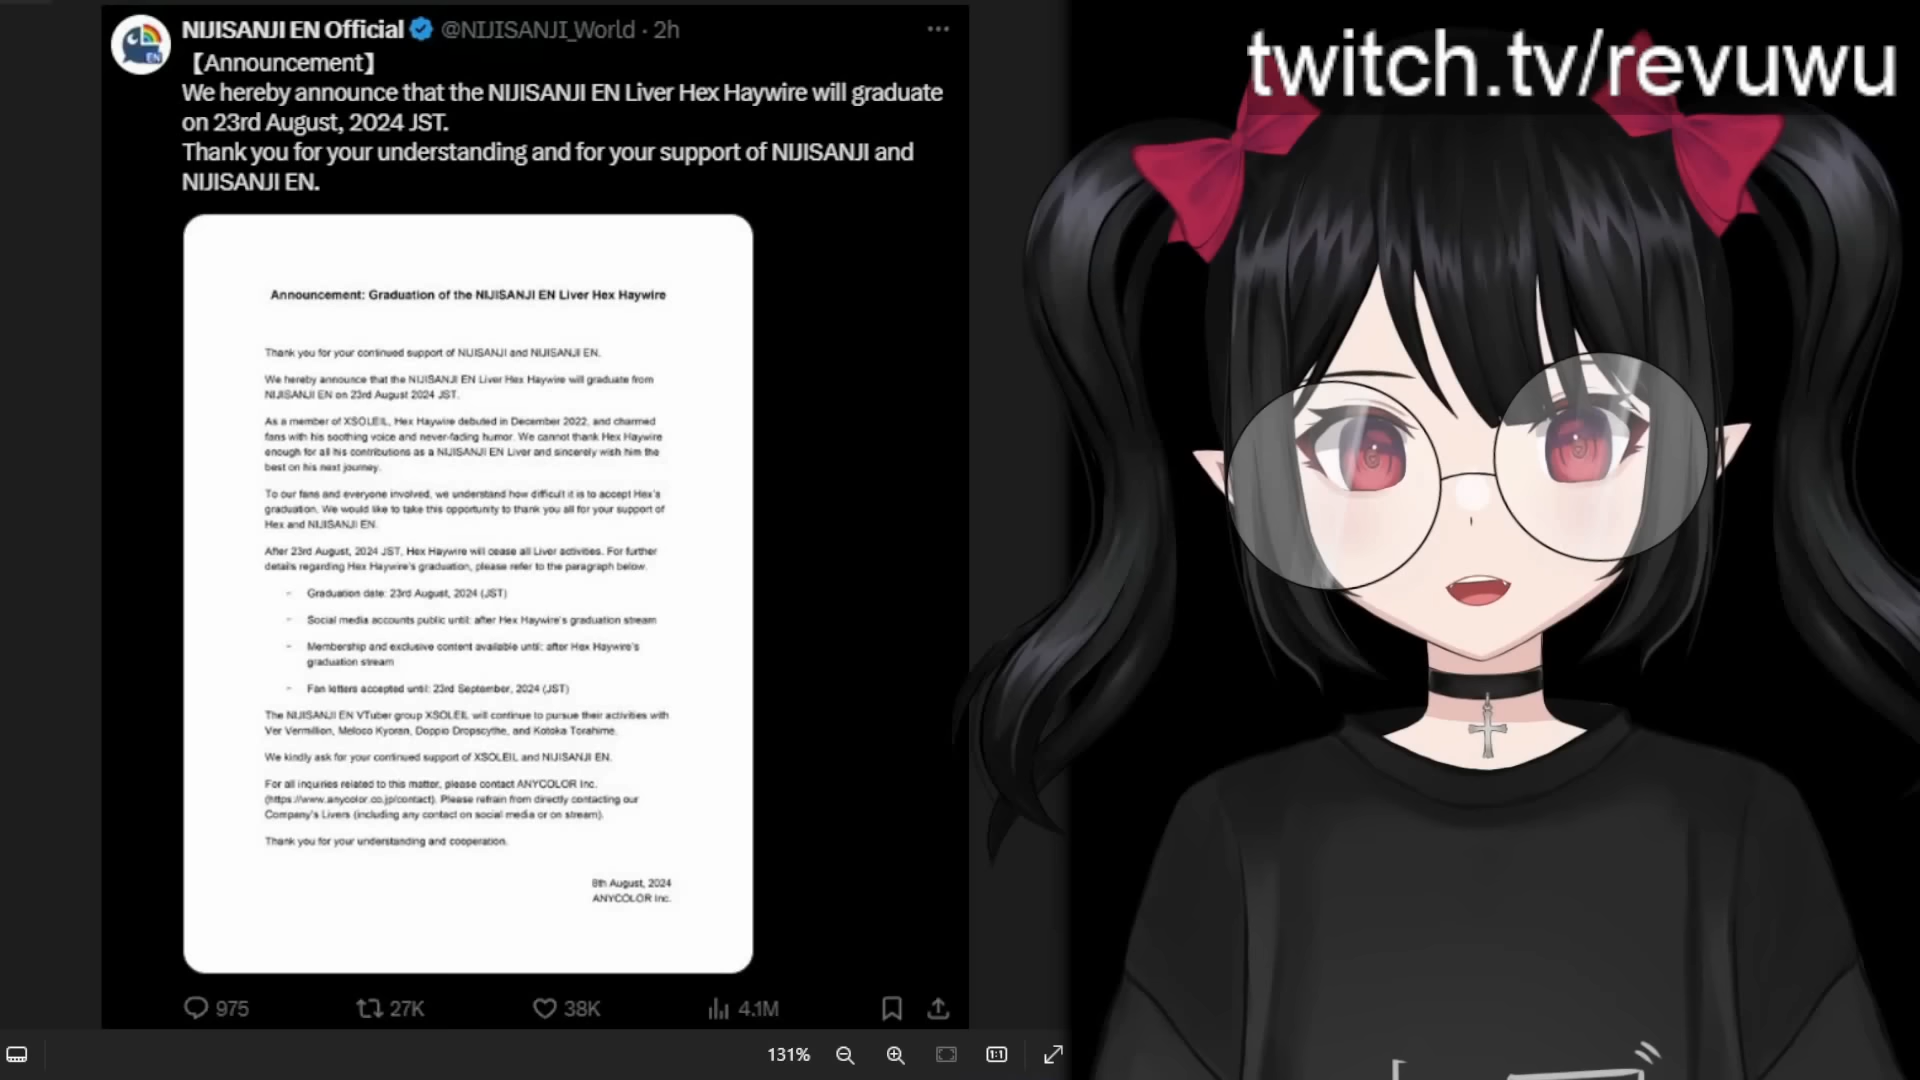 NIJISANJI EN Official @NIJISANJI_World · 2h
【Announcement】
We hereby announce that the NIJISANJI EN Liver Hex Haywire will graduate
on 23rd August, 2024 JST.
Thank you for your understanding and for your support of NIJISANJI and
NIJISANJI EN.
Announcement: Graduation of the NIJISANJI EN Liver Hex Haywire
Thank you for your continued support of NIJISANJI and NIJISANJI EN.
We hereby announce that the NIJISANJI EN Liver Hex Haywire will graduate from
NIJISANJI EN on 23rd August 2024 JST.
As a member of XSOLEIL, Hex Haywire debuted in December 2022, and charmed
fans with his soothing voice and never-fading humor. We cannot thank Hex Haywire
enough for all his contributions as a NIJISANJI EN Liver and sincerely wish him the
best on his next journey.
To our fans and everyone involved, we understand how difficult it is to accept Hex's
graduation. We would like to take this opportunity to thank you all for your support of
Hex and NIJISANJI EN.
After 23rd August, 2024 JST, Hex Haywire will cease all Liver activities. For further
details regarding Hex Haywire's graduation, please refer to the paragraph below.
- Graduation date: 23rd August, 2024 (JST)
- Social media accounts public until: after Hex Haywire's graduation stream
- Membership and exclusive content available until: after Hex Haywire's
graduation stream
- Fan letters accepted until: 23rd September, 2024 (JST)
The NIJISANJI EN VTuber group XSOLEIL will continue to pursue their activities with
Ver Vermillion, Meloco Kyoran, Doppio Dropscythe, and Kotoka Torahime.
We kindly ask for your continued support of XSOLEIL and NIJISANJI EN.
For all inquiries related to this matter, please contact ANYCOLOR Inc.
(https://www.anycolor.co.jp/contact). Please refrain from directly contacting our
Company's Livers (including any contact on social media or on stream).
Thank you for your understanding and cooperation.
8th August, 2024
ANYCOLOR Inc.
975 27K 38K 4.1M
131%
1:1
twitch.tv/revuwu
EN